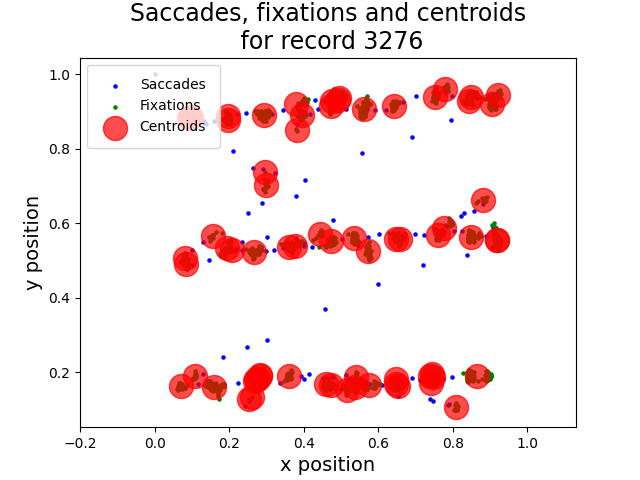 Saccades, fixations and centroids
for record 3276
Saccades
Fixations
Centroids
y position
1.0
0.8
0.6
0.4
0.2
−0.2
0.0
0.2
0.4
0.6
0.8
1.0
x position